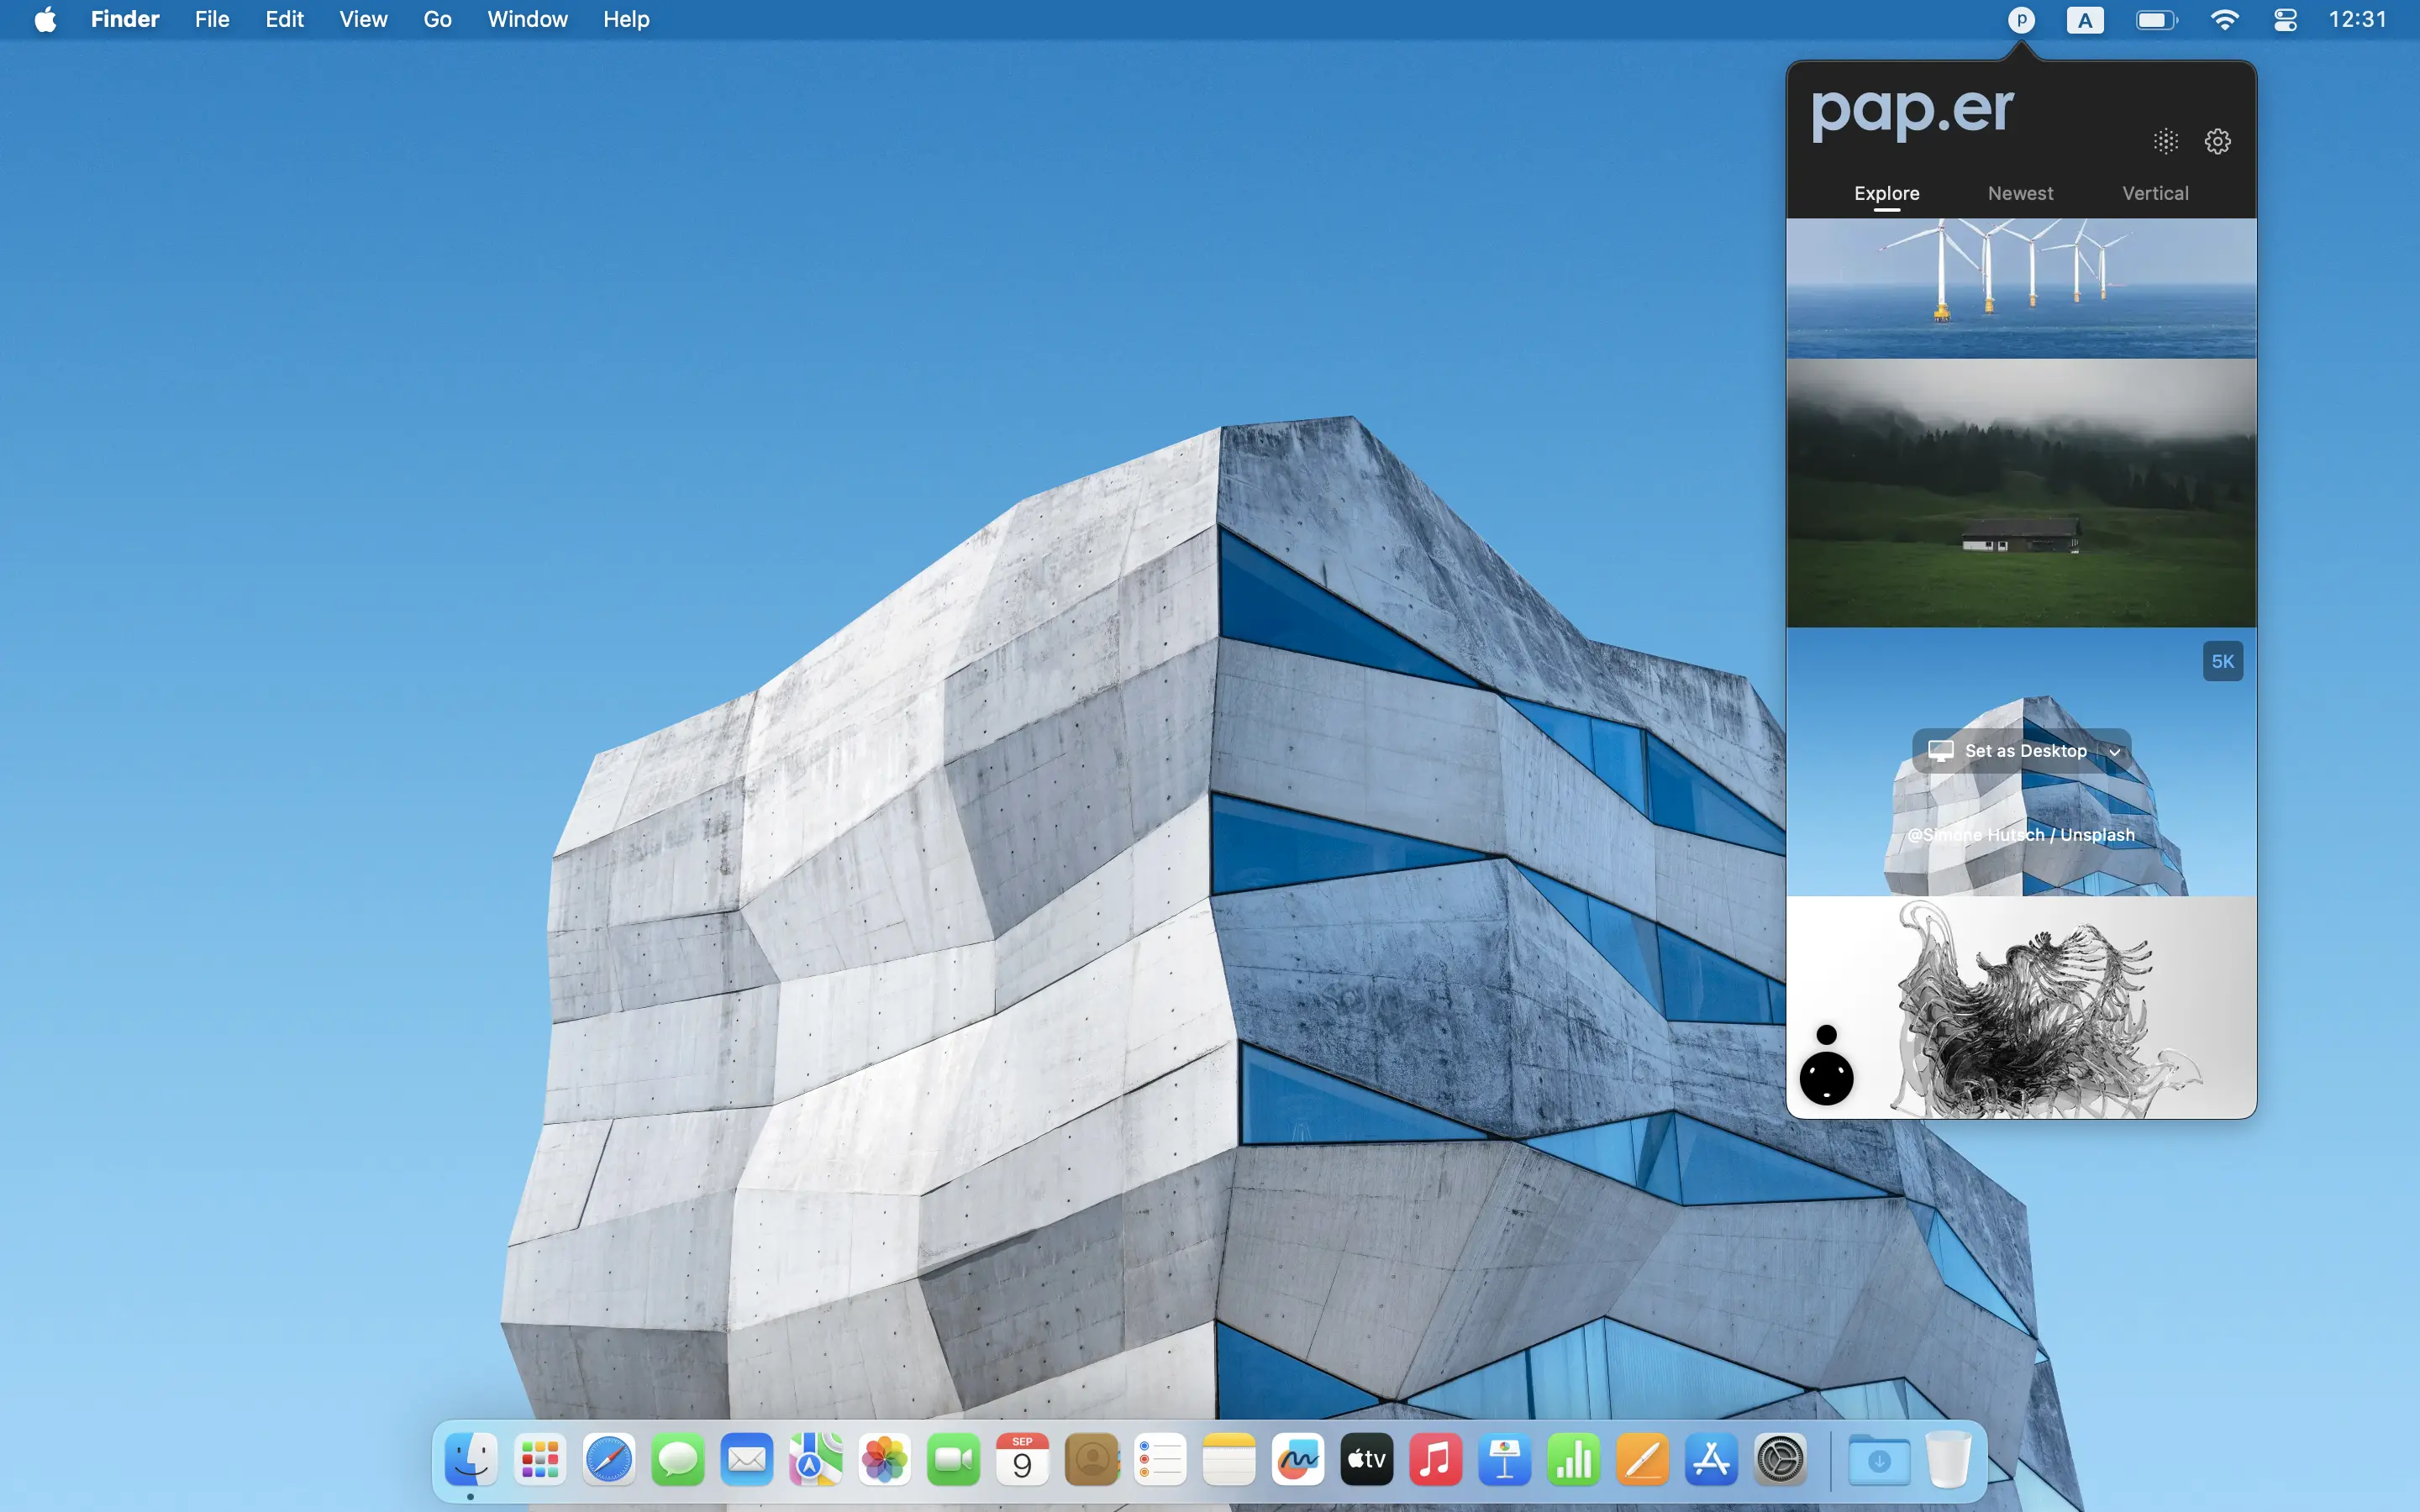 Finder File Edit View Go Window Help
p A 12:31
pap.er
Explore Newest Vertical
5K
Set as Desktop
@Simone Hutsch / Unsplash
SEP
9
tv